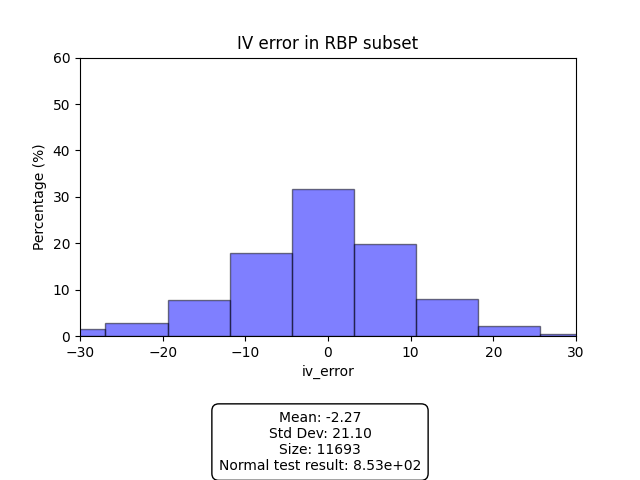 IV error in RBP subset
60
50
40
30
20
10
0
Percentage (%)
−30
−20
−10
0
10
20
30
iv_error
Mean: -2.27
Std Dev: 21.10
Size: 11693
Normal test result: 8.53e+02